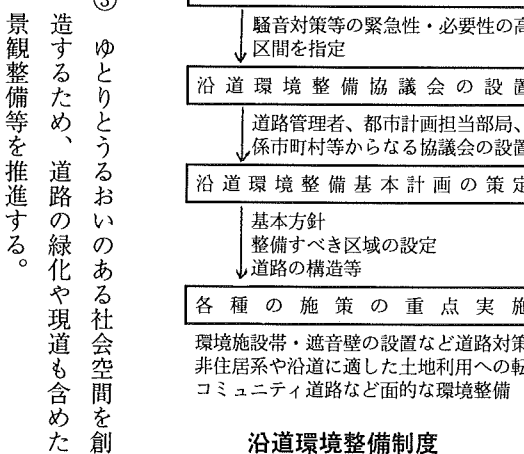 騒音対策等の緊急性・必要性の高
区間を指定
沿道環境整備協議会の設置
道路管理者、都市計画担当部局、
係市町村等からなる協議会の設置
沿道環境整備基本計画の策定
基本方針
整備すべき区域の設定
道路の構造等
各種の施策の重点実施
環境施設帯・遮音壁の設置など道路対策
非住居系や沿道に適した土地利用への転
コミュニティ道路など面的な環境整備
沿道環境整備制度
③ ゆとりとうるおいのある社会空間を創
造するため、道路の緑化や現道も含めた
景観整備等を推進する。